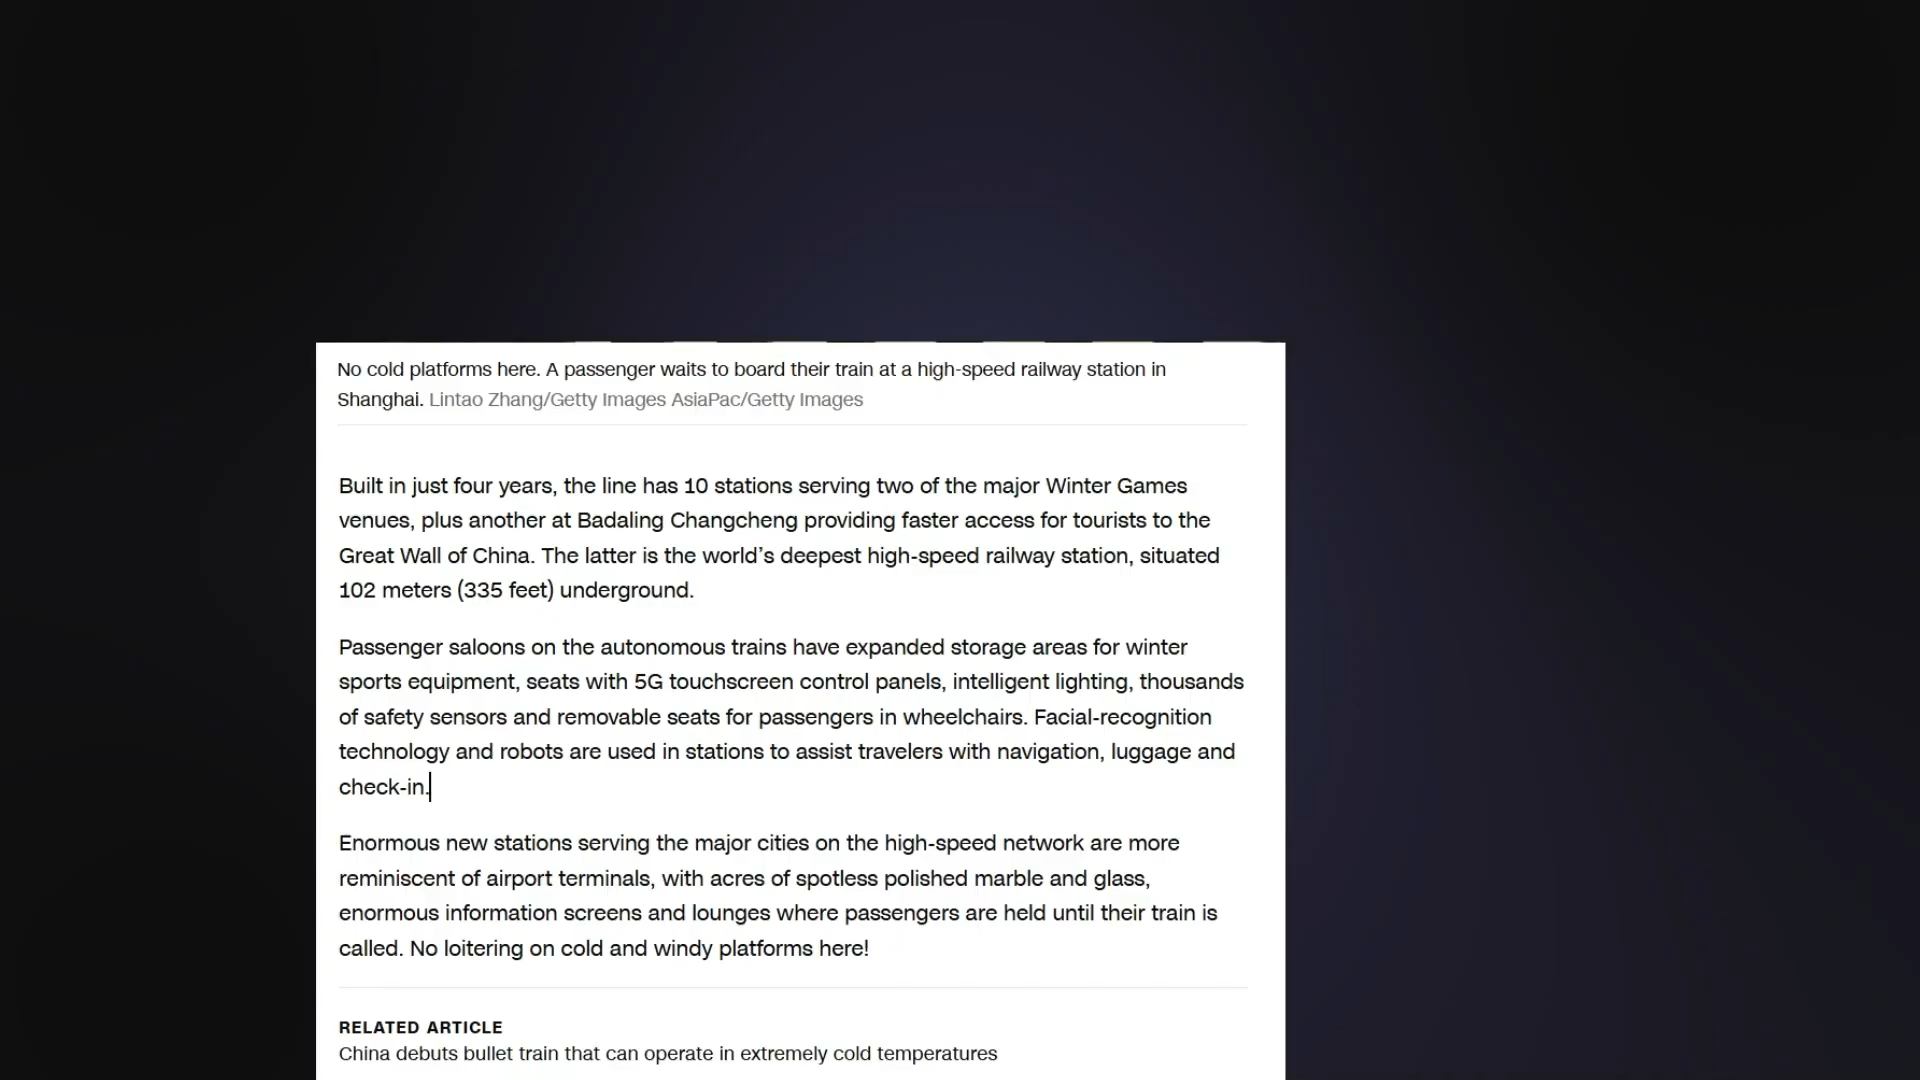 No cold platforms here. A passenger waits to board their train at a high-speed railway station in
Shanghai. Lintao Zhang/Getty Images AsiaPac/Getty Images
Built in just four years, the line has 10 stations serving two of the major Winter Games
venues, plus another at Badaling Changcheng providing faster access for tourists to the
Great Wall of China. The latter is the world’s deepest high-speed railway station, situated
102 meters (335 feet) underground.
Passenger saloons on the autonomous trains have expanded storage areas for winter
sports equipment, seats with 5G touchscreen control panels, intelligent lighting, thousands
of safety sensors and removable seats for passengers in wheelchairs. Facial-recognition
technology and robots are used in stations to assist travelers with navigation, luggage and
check-in.
Enormous new stations serving the major cities on the high-speed network are more
reminiscent of airport terminals, with acres of spotless polished marble and glass,
enormous information screens and lounges where passengers are held until their train is
called. No loitering on cold and windy platforms here!
RELATED ARTICLE
China debuts bullet train that can operate in extremely cold temperatures